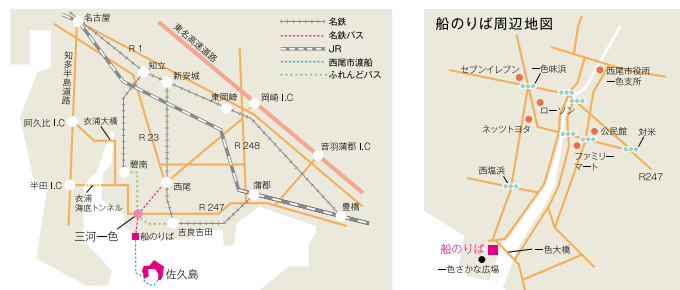 名古屋
知多半島道路
R 1
知立
新安城
東名高速道路
名鉄
名鉄バス
JR
西尾市渡船
ふれんどバス
東岡崎
岡崎 I.C
阿久比 I.C
衣浦大橋
R 23
R 248
音羽蒲郡 I.C
碧南
半田 I.C
衣浦
海底トンネル
西尾
蒲郡
R 247
豊橋
三河一色
船のりば
吉良吉田
佐久島
船のりば周辺地図
セブンイレブン
一色味浜
西尾市役所
一色支所
ローソン
ネッツトヨタ
公民館
対米
ファミリー
マート
西塩浜
R247
船のりば
一色大橋
一色さかな広場